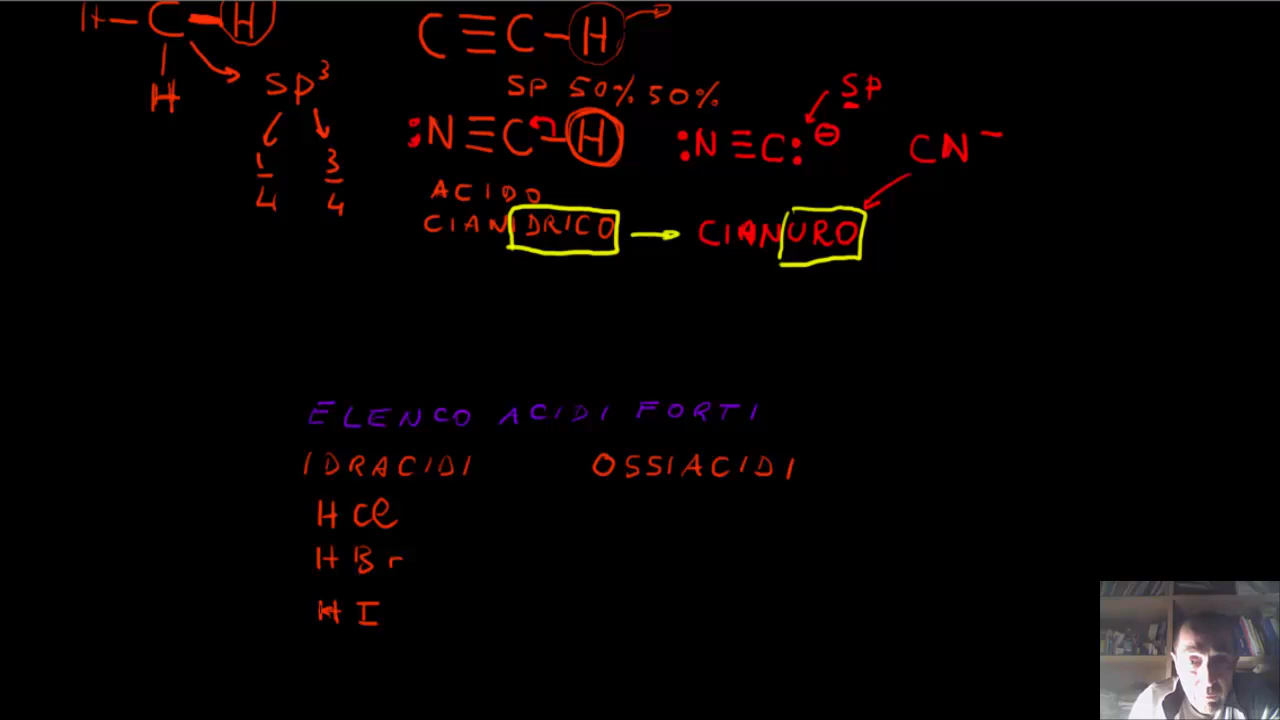 H—C—H
C≡C—H
H
sp³
SP 50% 50%
1/4 3/4
:N≡C—H
:N≡C:⊖
sp
CN⁻
ACIDO
CIANIDRICO → CIANURO
ELENCO ACIDI FORTI
IDRACIDI OSSIACIDI
HCl
HBr
HI